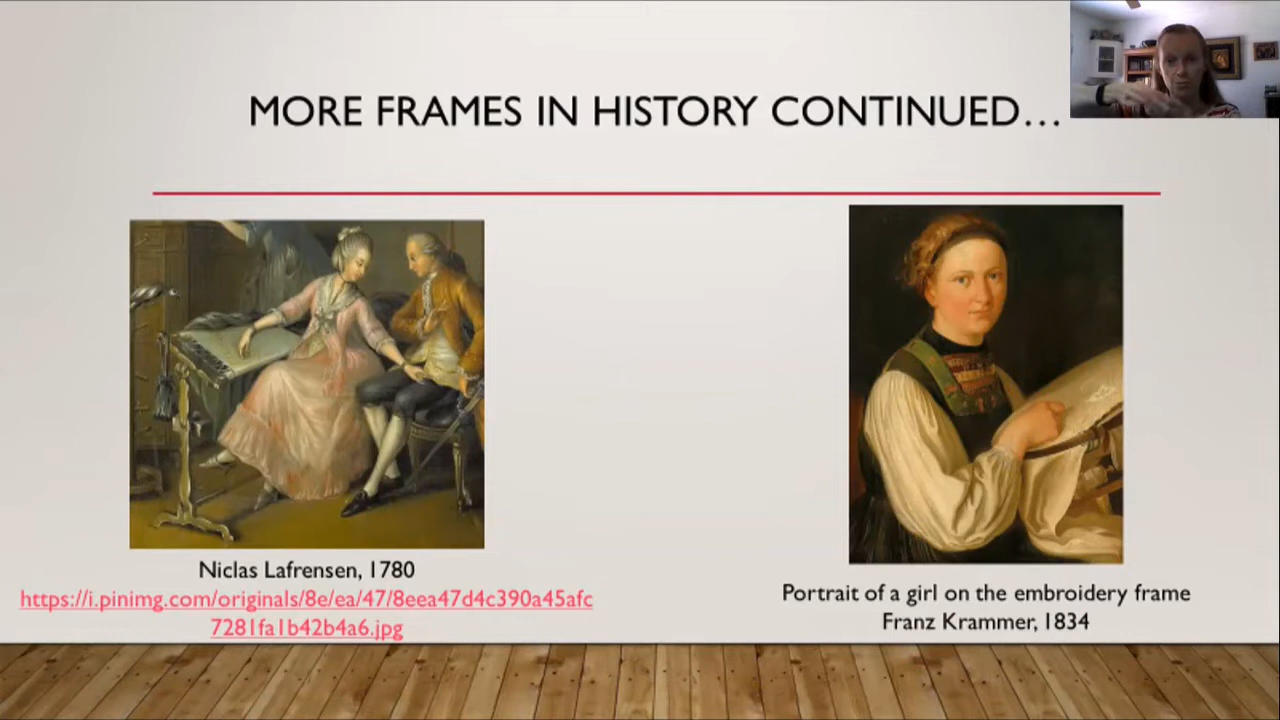 MORE FRAMES IN HISTORY CONTINUED…
Niclas Lafrensen, 1780
https://i.pinimg.com/originals/8e/ea/47/8eea47d4c390a45afc
7281fa1b42b4a6.jpg
Portrait of a girl on the embroidery frame
Franz Krammer, 1834